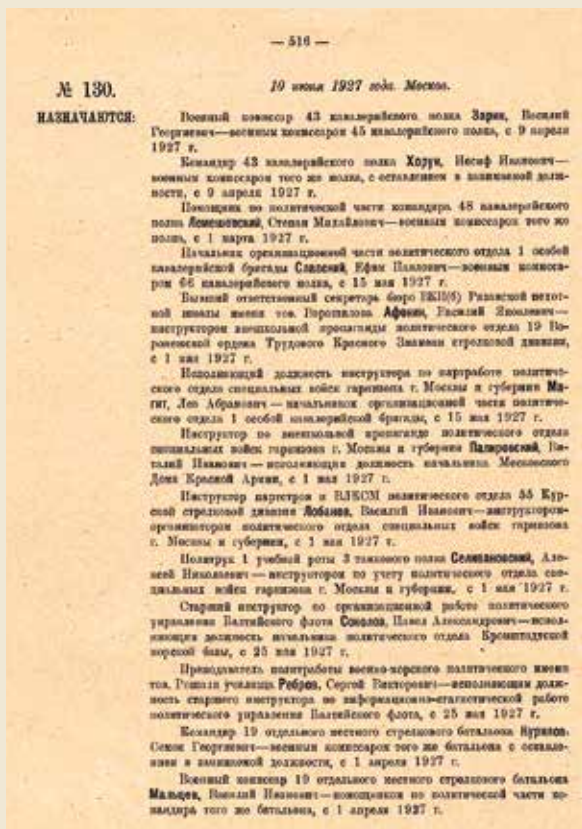 — 516 —
№ 130.
10 июня 1927 года. Москва.
НАЗНАЧАЮТСЯ:
Военный комиссар 43 кавалерийского полка Зарин, Василий
Георгиевич—военным комиссаром 45 кавалерийского полка, с 9 апреля
1927 г.
Командир 43 кавалерийского полка Хорун, Иосиф Иванович—
военным комиссаром того же полка, с оставлением в занимаемой долж-
ности, с 9 апреля 1927 г.
Помощник по политической части командира 48 кавалерийского
полка Степан Михайлович—военным комиссаром того же
полка, с 1 марта 1927 г.
Начальник организационной части политического отдела 1 особой
кавалерийской бригады Славский, Ефим Павлович—военным комисса-
ром 66 кавалерийского полка, с 15 мая 1927 г.
Бывший ответственный секретарь бюро ВКП(б) Рязанской пехот-
ной школы имени тов. Ворошилова Афонин, Василий Яковлевич—
инструктором внешкольной пропаганды политического отдела 19 Во-
ронежской ордена Трудового Красного Знамени стрелковой дивизии,
с 1 мая 1927 г.
Исполняющий должность инструктора по партработе политиче-
ского отдела специальных войск гарнизона г. Москвы и губернии Ма-
гит, Лев Абрамович—начальником организационной части политиче-
ского отдела 1 особой кавалерийской бригады, с 15 мая 1927 г.
Инструктор по внешкольной пропаганде политического отдела
специальных войск гарнизона г. Москвы и губернии Папировский, Ви-
талий Иванович—исполняющим должность начальника Московского
Дома Красной Армии, с 1 мая 1927 г.
Инструктор партстроя и ВЛКСМ политического отдела 55 Кур-
ской стрелковой дивизии Лобанов, Василий Иванович—инструктором-
организатором политического отдела специальных войск гарнизона
г. Москвы и губернии, с 1 мая 1927 г.
Политрук 1 учебной роты 3 танкового полка Селивановский, Але-
ксей Николаевич—инструктором по учету политического отдела спе-
циальных войск гарнизона г. Москвы и губернии, с 1 мая 1927 г.
Старший инструктор по организационной работе политического
управления Балтийского флота Соколов, Павел Александрович—испол-
няющим должность начальника политического отдела Кронштадтской
морской базы, с 25 мая 1927 г.
Преподаватель политработы военно-морского политического имени
тов. Рошаля училища Ребров, Сергей Викторович—исполняющим долж-
ность старшего инструктора по информационно-статистической работе
политического управления Балтийского флота, с 25 мая 1927 г.
Командир 19 отдельного местного стрелкового батальона
Семен Георгиевич—военным комиссаром того же батальона с оставле-
нием в занимаемой должности, с 1 апреля 1927 г.
Военный комиссар 19 отдельного местного стрелкового батальона
Мальцев, Василий Иванович—помощником по политической части ко-
мандира того же батальона, с 1 апреля 1927 г.